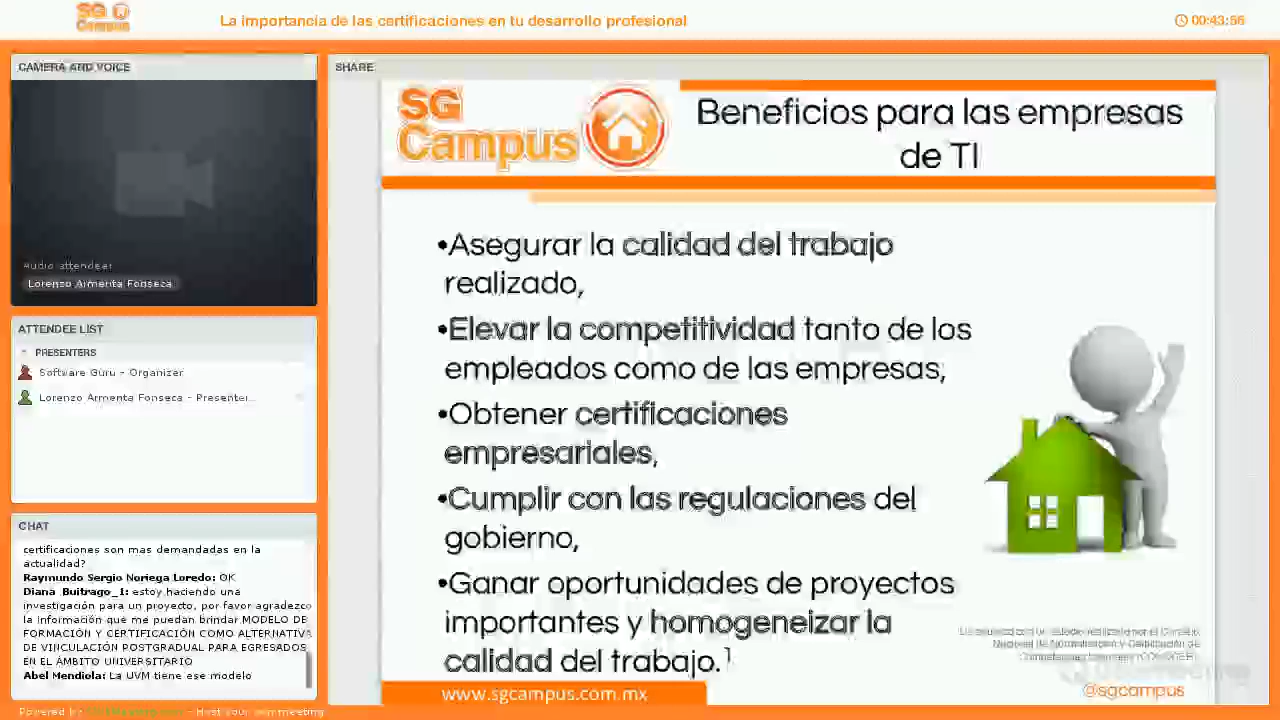 SG
Campus
La importancia de las certificaciones en tu desarrollo profesional
00:43:56
CAMERA AND VOICE
Audio attendee:
Lorenzo Armenta Fonseca
ATTENDEE LIST
PRESENTERS
Software Guru - Organizer
Lorenzo Armenta Fonseca - Presenter...
CHAT
certificaciones son mas demandadas en la
actualidad?
Raymundo Sergio Noriega Loredo: OK
Diana_Buitrago_1: estoy haciendo una
investigación para un proyecto, por favor agradezco
la información que me puedan brindar MODELO DE
FORMACIÓN Y CERTIFICACIÓN COMO ALTERNATIVA
DE VINCULACIÓN POSTGRADUAL PARA EGRESADOS
EN EL ÁMBITO UNIVERSITARIO
Abel Mendiola: La UVM tiene ese modelo
Powered by
- Host your own meeting
SHARE
SG
Campus
Beneficios para las empresas
de TI
•Asegurar la calidad del trabajo
realizado,
•Elevar la competitividad tanto de los
empleados como de las empresas,
•Obtener certificaciones
empresariales,
•Cumplir con las regulaciones del
gobierno,
•Ganar oportunidades de proyectos
importantes y homogeneizar la
calidad del trabajo.1
www.sgcampus.com.mx
@sgcampus